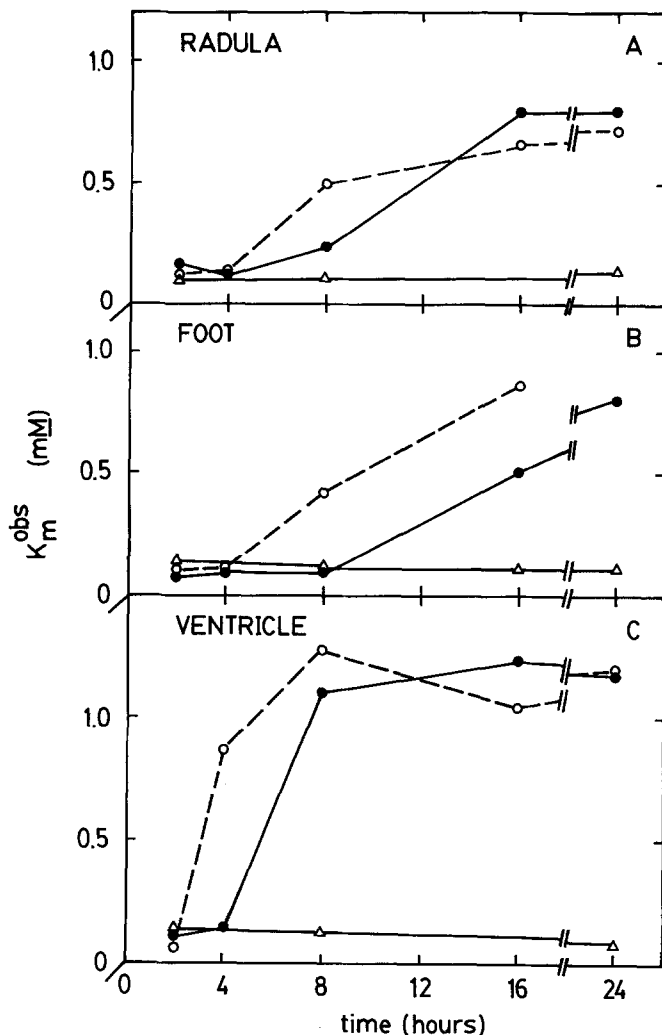 RADULA A
1.0
0.5
0
FOOT B
1.0
0.5
0
VENTRICLE C
1.0
0.5
0
0 4 8 12 16 24
time (hours)
K_m^obs (mM)